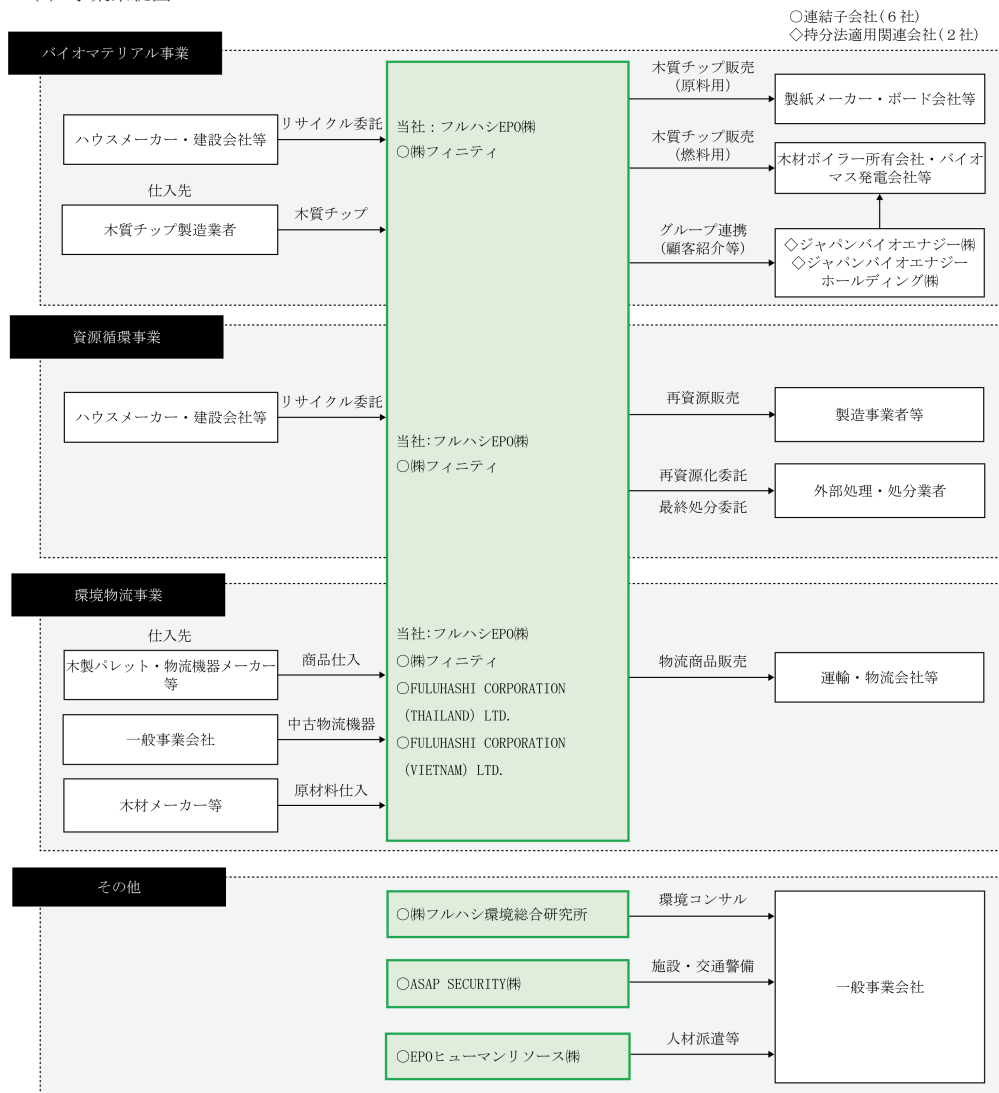 ○連結子会社(６社)
◇持分法適用関連会社(２社)
バイオマテリアル事業
ハウスメーカー・建設会社等
リサイクル委託
仕入先
木質チップ製造業者
木質チップ
当社：フルハシEPO㈱
○㈱フィニティ
木質チップ販売
(原料用)
製紙メーカー・ボード会社等
木質チップ販売
(燃料用)
木材ボイラー所有会社・バイオ
マス発電会社等
グループ連携
(顧客紹介等)
◇ジャパンバイオエナジー㈱
◇ジャパンバイオエナジー
ホールディング㈱
資源循環事業
ハウスメーカー・建設会社等
リサイクル委託
当社：フルハシEPO㈱
○㈱フィニティ
再資源販売
製造事業者等
再資源化委託
最終処分委託
外部処理・処分業者
環境物流事業
仕入先
木製パレット・物流機器メーカー
等
商品仕入
一般事業会社
中古物流機器
木材メーカー等
原材料仕入
当社：フルハシEPO㈱
○㈱フィニティ
○FULUHASHI CORPORATION
(THAILAND) LTD.
○FULUHASHI CORPORATION
(VIETNAM) LTD.
物流商品販売
運輸・物流会社等
その他
○㈱フルハシ環境総合研究所
環境コンサル
○ASAP SECURITY㈱
施設・交通警備
○EPOヒューマンリソース㈱
人材派遣等
一般事業会社